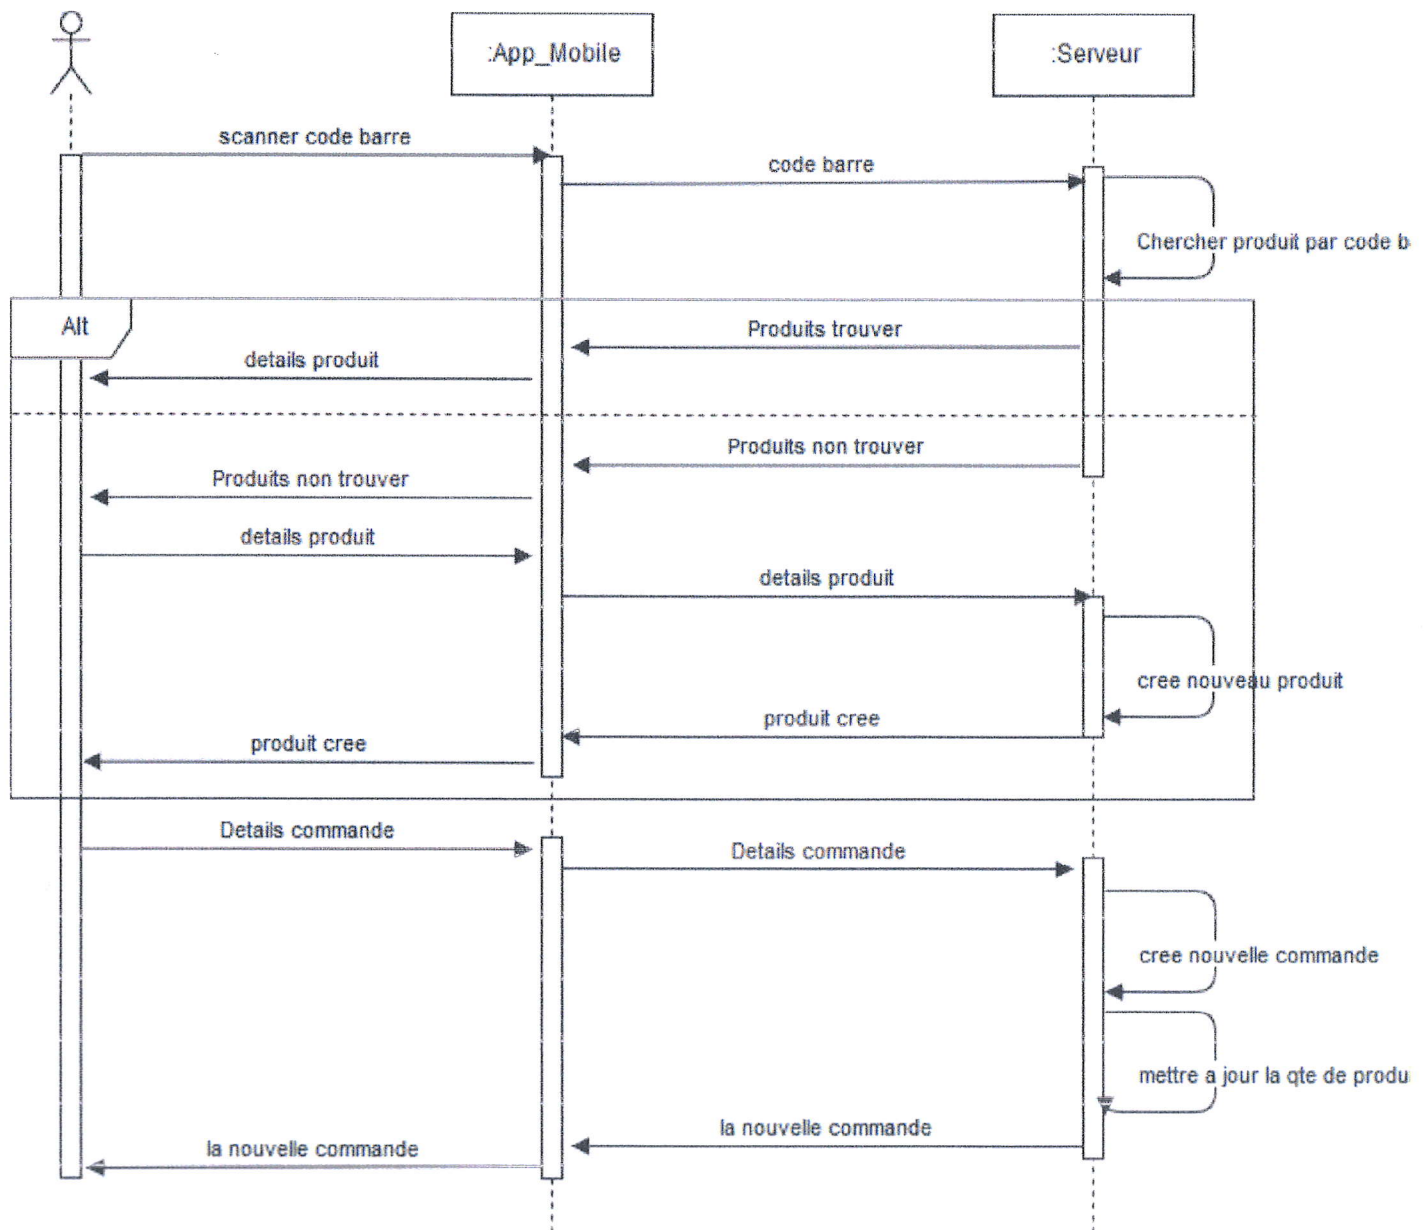 :App_Mobile
:Serveur
scanner code barre
code barre
Chercher produit par code b
Alt
Produits trouver
details produit
Produits non trouver
Produits non trouver
details produit
details produit
cree nouveau produit
produit cree
produit cree
Details commande
Details commande
cree nouvelle commande
mettre a jour la qte de produ
la nouvelle commande
la nouvelle commande